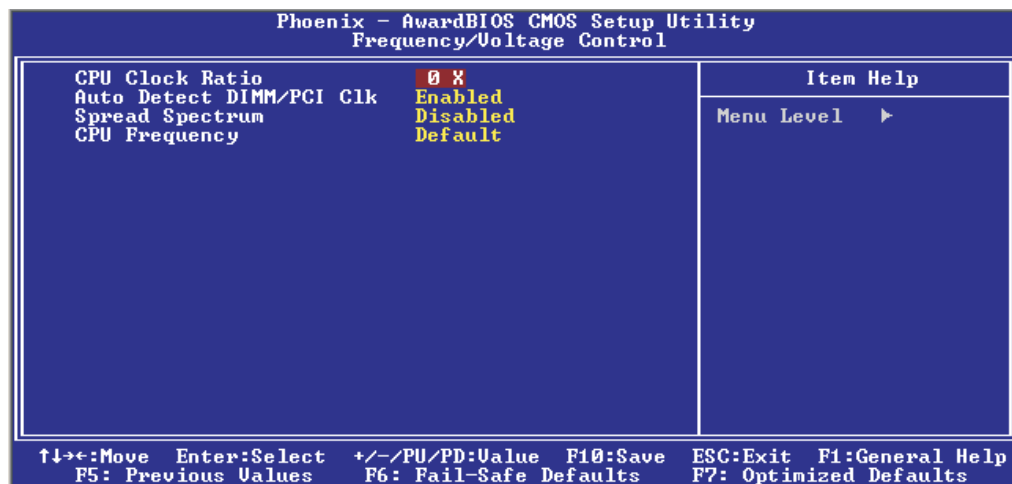 Phoenix - AwardBIOS CMOS Setup Utility
Frequency/Voltage Control
CPU Clock Ratio 0 X
Auto Detect DIMM/PCI Clk Enabled
Spread Spectrum Disabled
CPU Frequency Default
Item Help
Menu Level ►
↑↓→←:Move Enter:Select +/-/PU/PD:Value F10:Save ESC:Exit F1:General Help
F5: Previous Values F6: Fail-Safe Defaults F7: Optimized Defaults